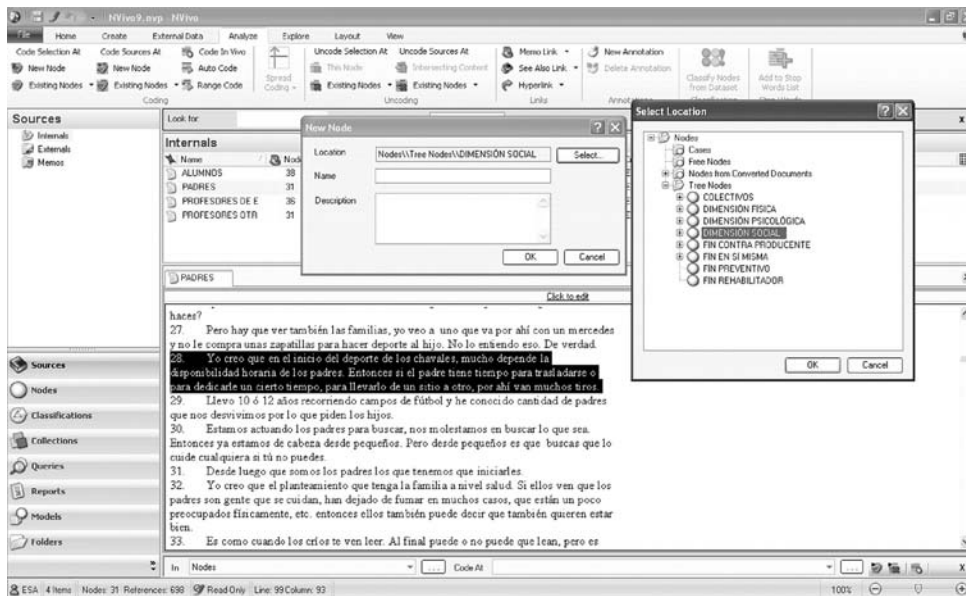 NVivo9.nvp - NVivo
File Home Create External Data Analyze Explore Layout View
Code Selection At Code Sources At Code In Vivo Uncode Selection At Uncode Sources At Memo Link New Annotation
New Node New Node Auto Code Spread Coding This Node Intersecting Content See Also Link Delete Annotation Classify Nodes from Dataset Add to Stop Words List
Existing Nodes Existing Nodes Range Code Existing Nodes Existing Nodes Hyperlink
Coding Uncoding Links
Sources
Internals
Externals
Memos
Look for:
Internals
Name Nod
ALUMNOS 38
PADRES 31
PROFESORES DE E 36
PROFESORES OTR 31
New Node
Location Nodes\\Tree Nodes\\DIMENSIÓN SOCIAL Select...
Name
Description
OK Cancel
Select Location
Nodes
Cases
Free Nodes
Nodes from Converted Documents
Tree Nodes
COLECTIVOS
DIMENSIÓN FÍSICA
DIMENSIÓN PSICOLÓGICA
DIMENSIÓN SOCIAL
FIN CONTRA PRODUCENTE
FIN EN SÍ MISMA
FIN PREVENTIVO
FIN REHABILITADOR
OK Cancel
PADRES
Click to edit
haces?
27. Pero hay que ver también las familias, yo veo a uno que va por ahí con un mercedes
y no le compra unas zapatillas para hacer deporte al hijo. No lo entiendo eso. De verdad.
28. Yo creo que en el inicio del deporte de los chavales, mucho depende la
disponibilidad horaria de los padres. Entonces si el padre tiene tiempo para trasladarse o
para dedicarle un cierto tiempo, para llevarlo de un sitio a otro, por ahí van muchos tiros.
29. Llevo 10 ó 12 años recorriendo campos de fútbol y he conocido cantidad de padres
que nos desvivimos por lo que piden los hijos.
30. Estamos actuando los padres para buscar, nos molestamos en buscar lo que sea.
Entonces ya estamos de cabeza desde pequeños. Pero desde pequeños es que buscas que lo
cuide cualquiera si tú no puedes.
31. Desde luego que somos los padres los que tenemos que iniciarles.
32. Yo creo que el planteamiento que tenga la familia a nivel salud. Si ellos ven que los
padres son gente que se cuidan, han dejado de fumar en muchos casos, que están un poco
preocupados físicamente, etc. entonces ellos también puede decir que también quieren estar
bien.
33. Es como cuando los críos te ven leer. Al final puede o no puede que lean, pero es
Sources
Nodes
Classifications
Collections
Queries
Reports
Models
Folders
In Nodes ... Code At ...
ESA 4 Items Nodes: 31 References: 698 Read Only Line: 99 Column: 93 100%